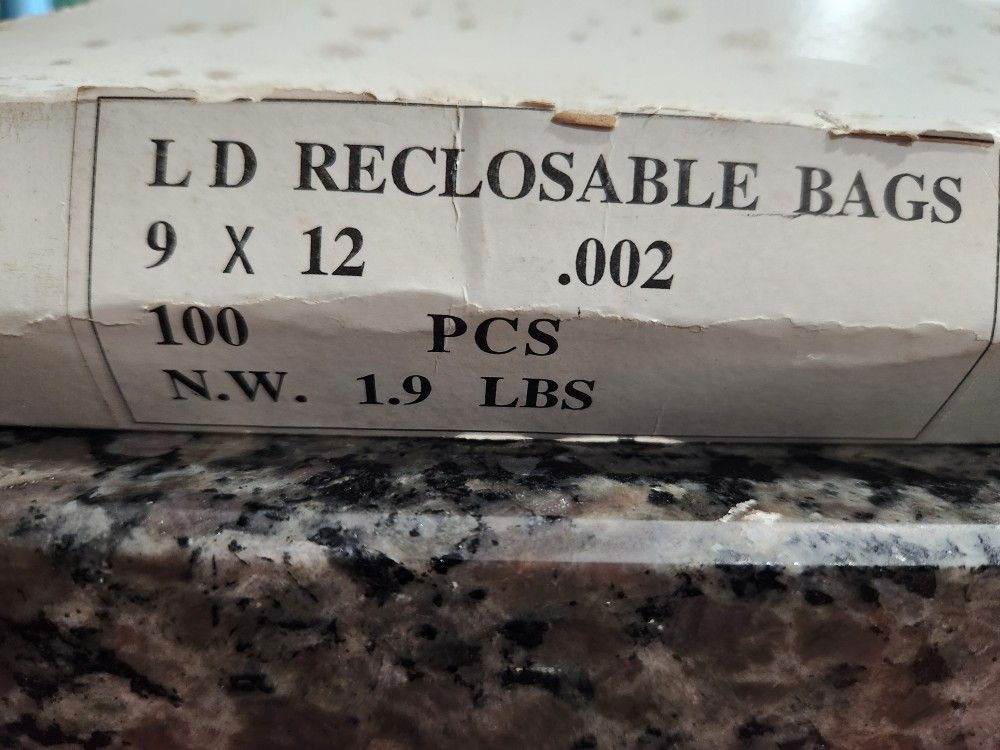 L D RECLOSABLE BAGS
9 X 12 .002
100 PCS
N.W. 1.9 LBS